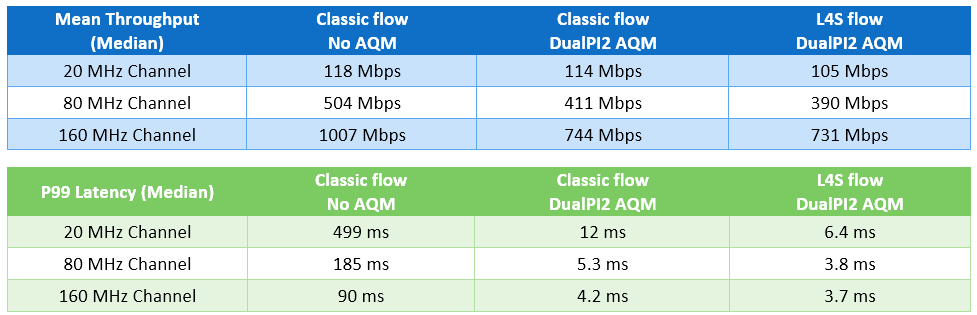 Mean Throughput (Median) Classic flow No AQM Classic flow DualPI2 AQM L4S flow DualPI2 AQM
20 MHz Channel 118 Mbps 114 Mbps 105 Mbps
80 MHz Channel 504 Mbps 411 Mbps 390 Mbps
160 MHz Channel 1007 Mbps 744 Mbps 731 Mbps
P99 Latency (Median) Classic flow No AQM Classic flow DualPI2 AQM L4S flow DualPI2 AQM
20 MHz Channel 499 ms 12 ms 6.4 ms
80 MHz Channel 185 ms 5.3 ms 3.8 ms
160 MHz Channel 90 ms 4.2 ms 3.7 ms